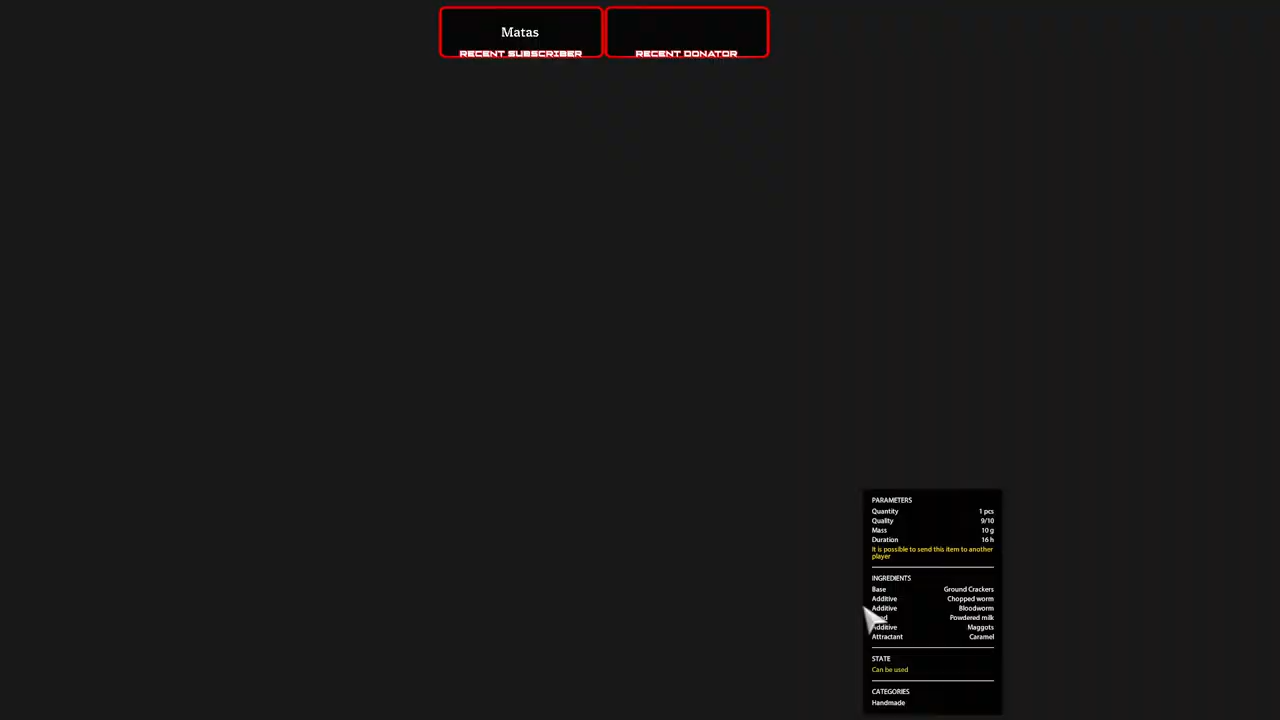 Matas
RECENT SUBSCRIBER
RECENT DONATOR
PARAMETERS
Quantity 1 pcs
Quality 9/10
Mass 10 g
Duration 16 h
It is possible to send this item to another
player
INGREDIENTS
Base Ground Crackers
Additive Chopped worm
Additive Bloodworm
Powdered milk
Additive Maggots
Attractant Caramel
STATE
Can be used
CATEGORIES
Handmade